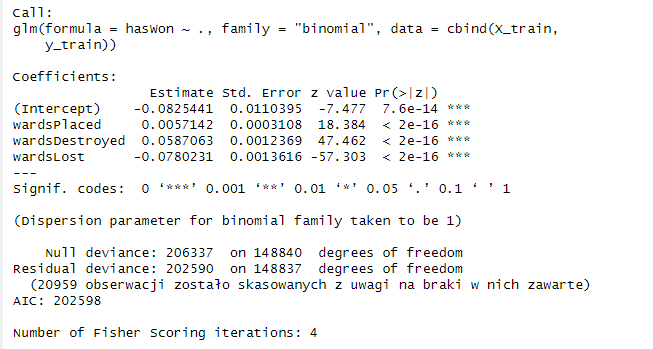 Call:
glm(formula = hasWon ~ ., family = "binomial", data = cbind(X_train,
    y_train))

Coefficients:
                 Estimate Std. Error z value Pr(>|z|)
(Intercept)    -0.0825441  0.0110395  -7.477  7.6e-14 ***
wardsPlaced     0.0057142  0.0003108  18.384  < 2e-16 ***
wardsDestroyed  0.0587063  0.0012369  47.462  < 2e-16 ***
wardsLost      -0.0780231  0.0013616 -57.303  < 2e-16 ***
---
Signif. codes:  0 ‘***’ 0.001 ‘**’ 0.01 ‘*’ 0.05 ‘.’ 0.1 ‘ ’ 1

(Dispersion parameter for binomial family taken to be 1)

    Null deviance: 206337  on 148840  degrees of freedom
Residual deviance: 202590  on 148837  degrees of freedom
  (20959 obserwacji zostało skasowanych z uwagi na braki w nich zawarte)
AIC: 202598

Number of Fisher Scoring iterations: 4